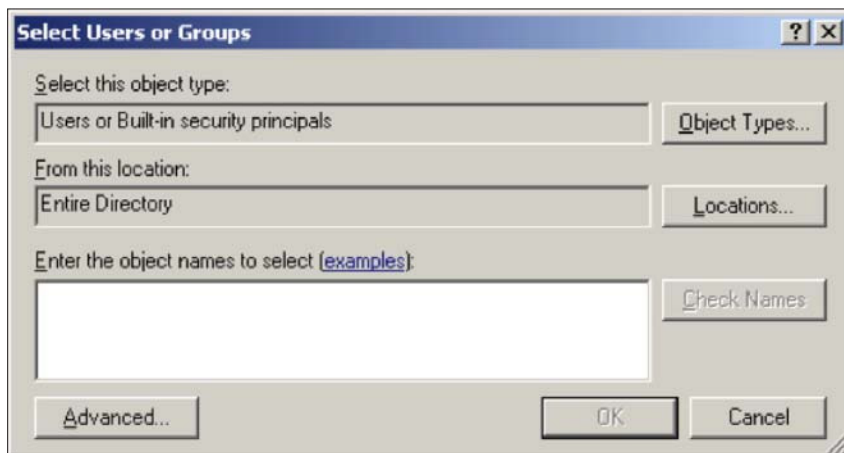 Select Users or Groups
Select this object type:
Users or Built-in security principals
Object Types...
From this location:
Entire Directory
Locations...
Enter the object names to select (examples):
Check Names
Advanced...
OK
Cancel